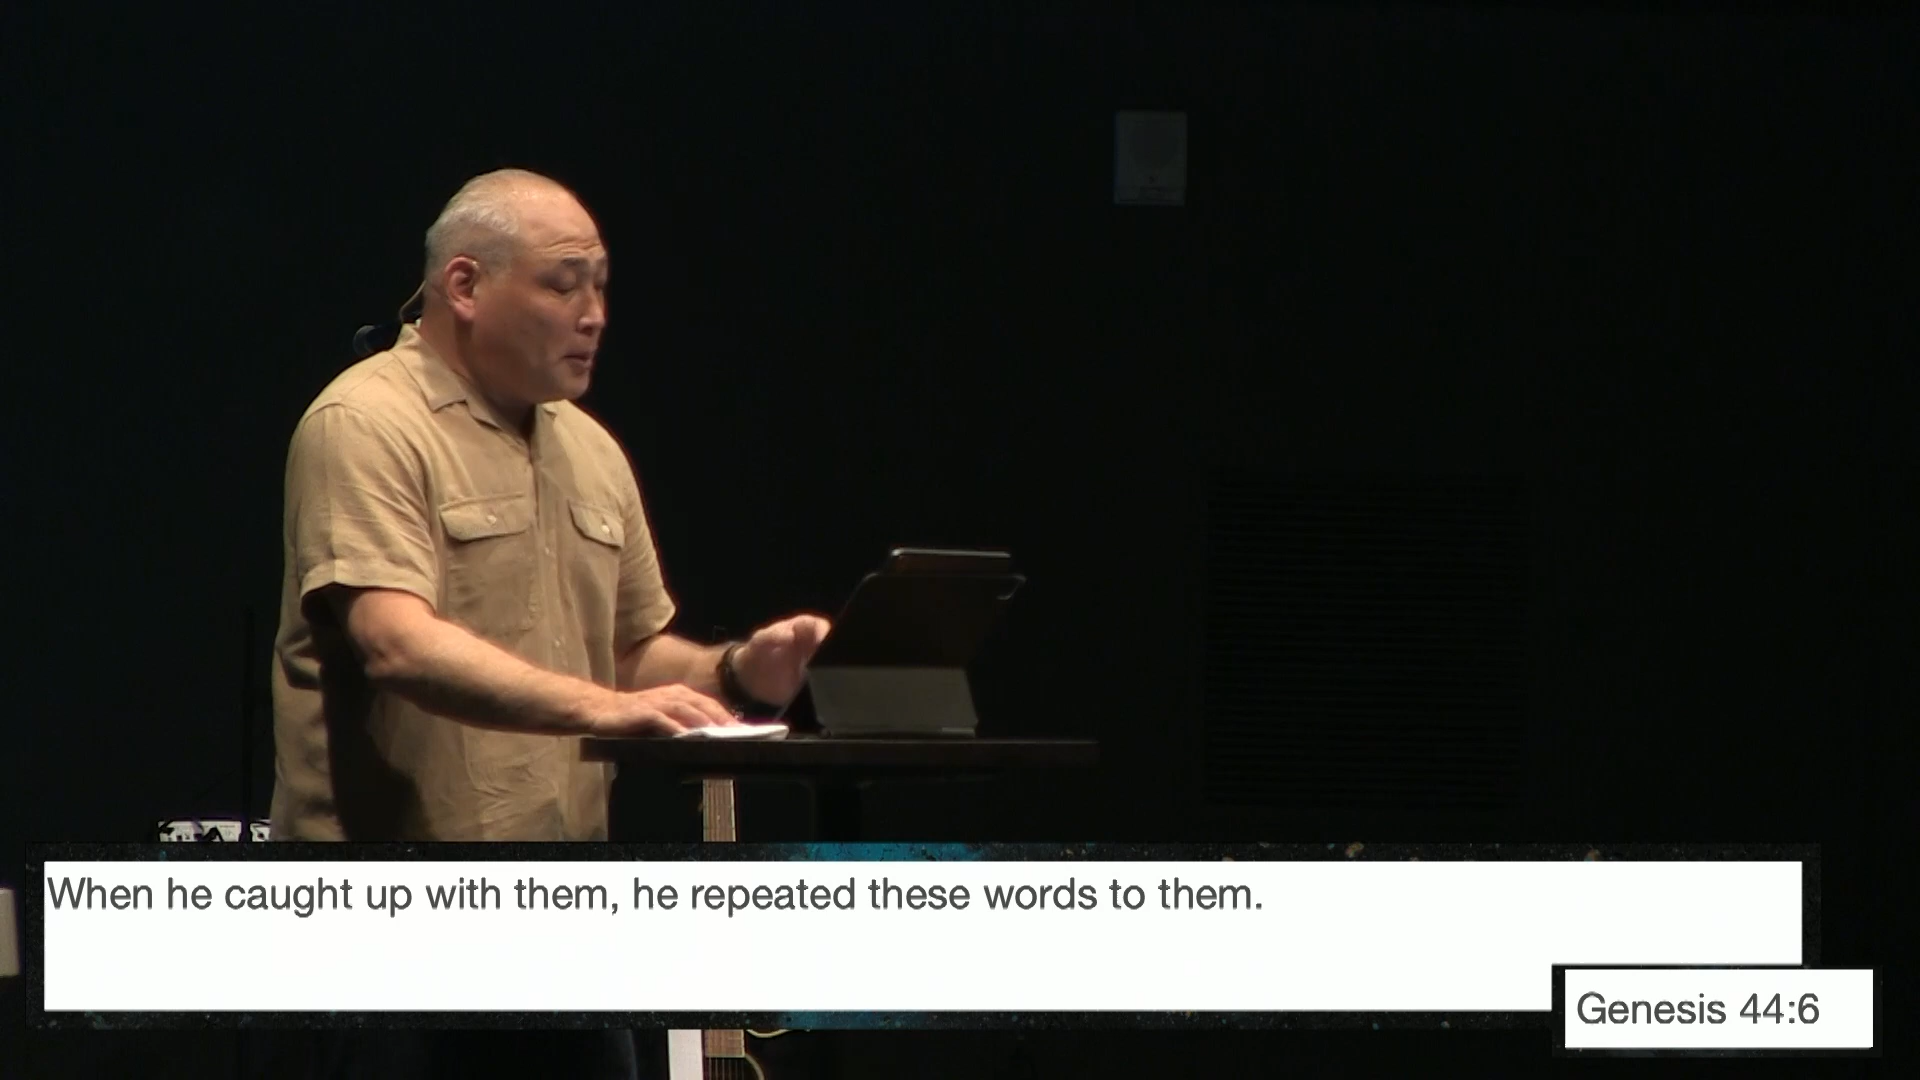 When he caught up with them, he repeated these words to them.
Genesis 44:6